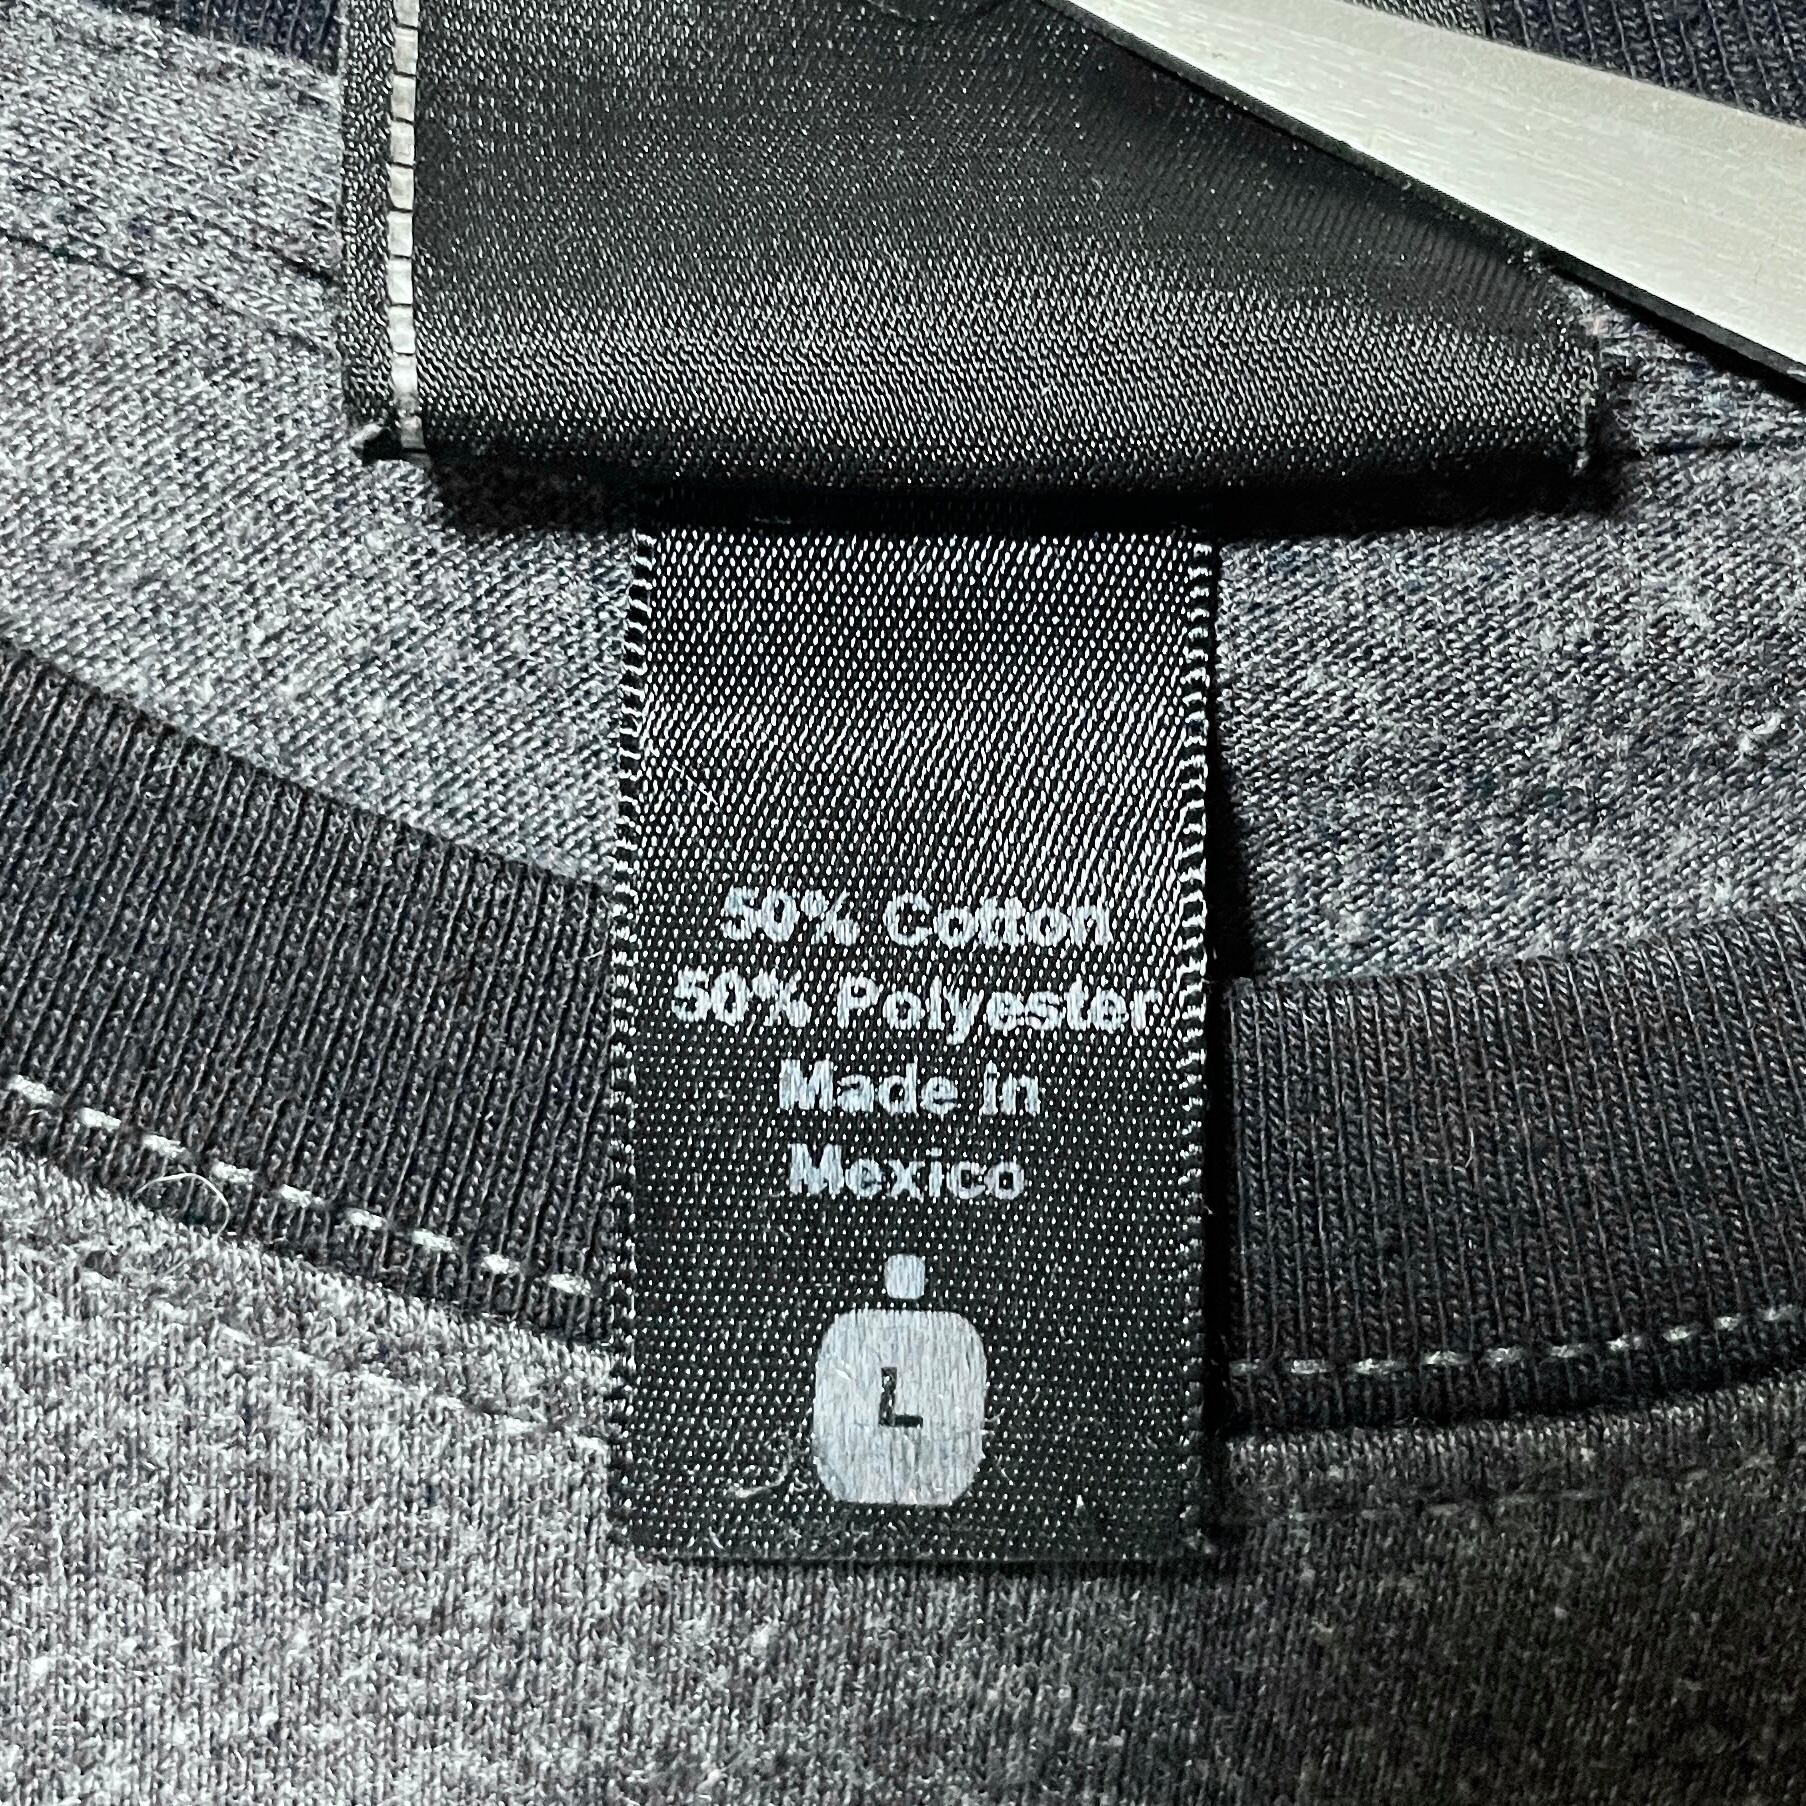 50% Cotton
50% Polyester
Made in
Mexico
L